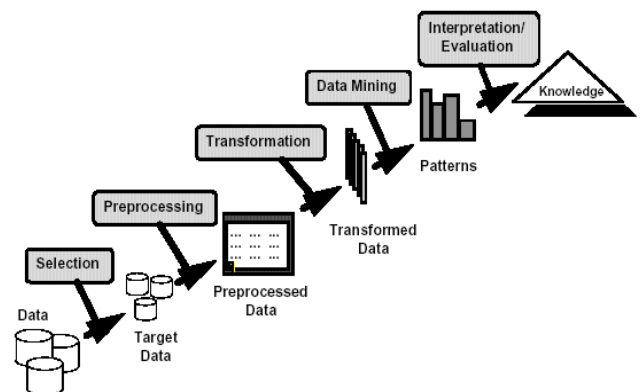 Interpretation/
Evaluation
Knowledge
Data Mining
Patterns
Transformation
Transformed
Data
Preprocessing
Preprocessed
Data
Selection
Target
Data
Data